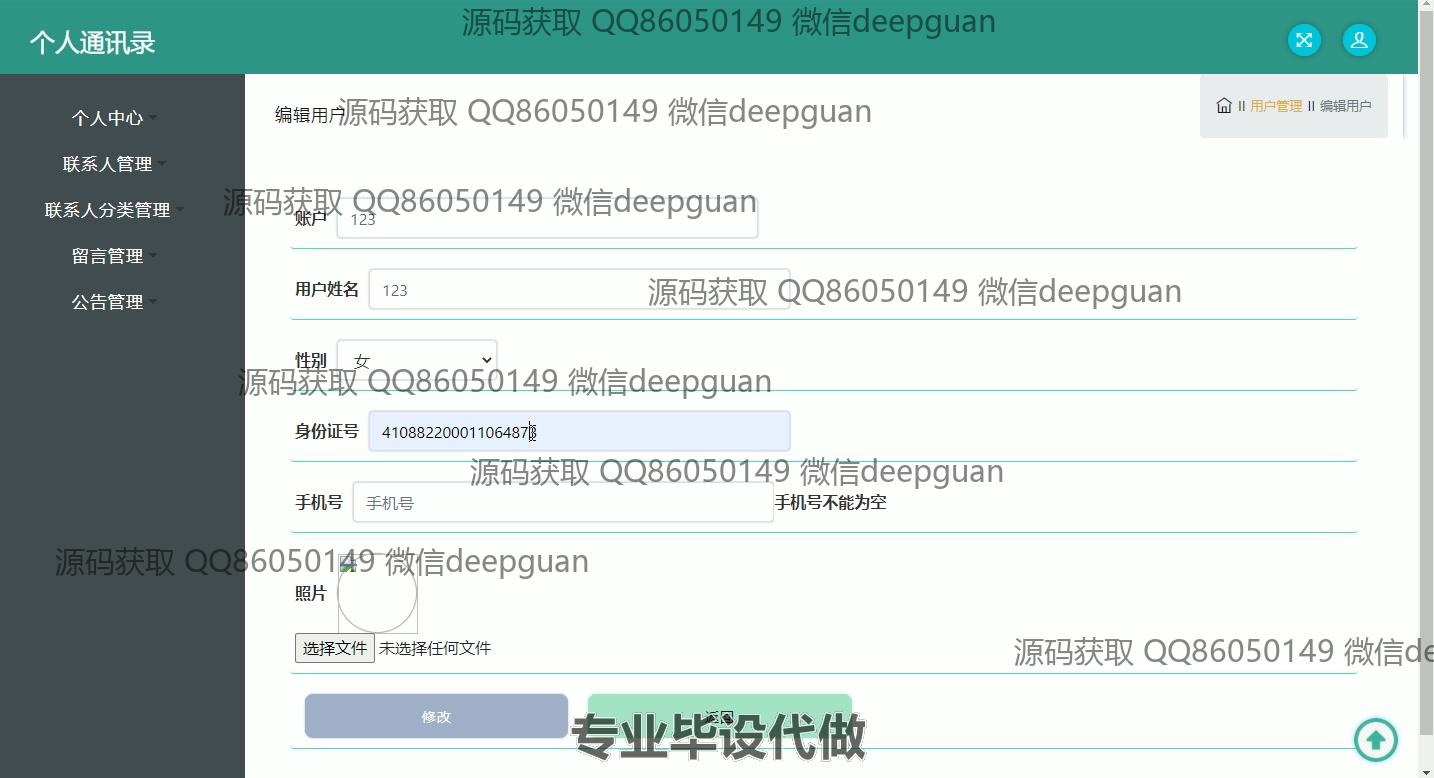 个人通讯录
源码获取 QQ86050149 微信deepguan
个人中心
联系人管理
联系人分类管理
留言管理
公告管理
编辑用户
源码获取 QQ86050149 微信deepguan
II 用户管理 II 编辑用户
源码获取 QQ86050149 微信deepguan
账户 123
用户姓名 123
源码获取 QQ86050149 微信deepguan
性别 女
源码获取 QQ86050149 微信deepguan
身份证号 410882200011064873
源码获取 QQ86050149 微信deepguan
手机号 手机号 手机号不能为空
源码获取 QQ86050149 微信deepguan
照片
选择文件 未选择任何文件
源码获取 QQ86050149 微信de
修改 返回
专业毕设代做